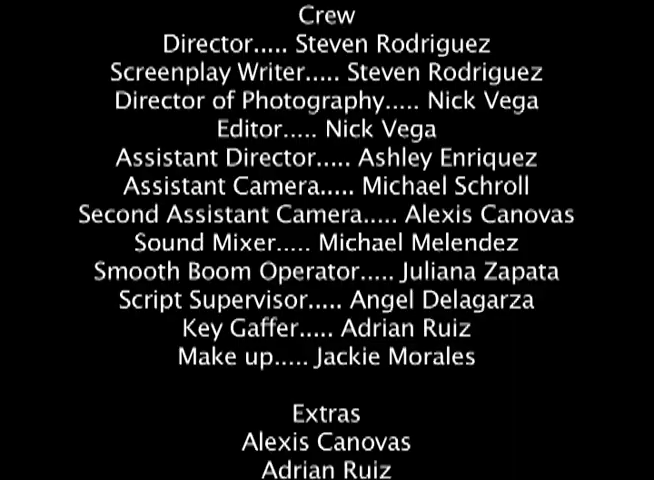 Crew
Director..... Steven Rodriguez
Screenplay Writer..... Steven Rodriguez
Director of Photography..... Nick Vega
Editor..... Nick Vega
Assistant Director..... Ashley Enriquez
Assistant Camera..... Michael Schroll
Second Assistant Camera..... Alexis Canovas
Sound Mixer..... Michael Melendez
Smooth Boom Operator..... Juliana Zapata
Script Supervisor..... Angel Delagarza
Key Gaffer..... Adrian Ruiz
Make up..... Jackie Morales
Extras
Alexis Canovas
Adrian Ruiz